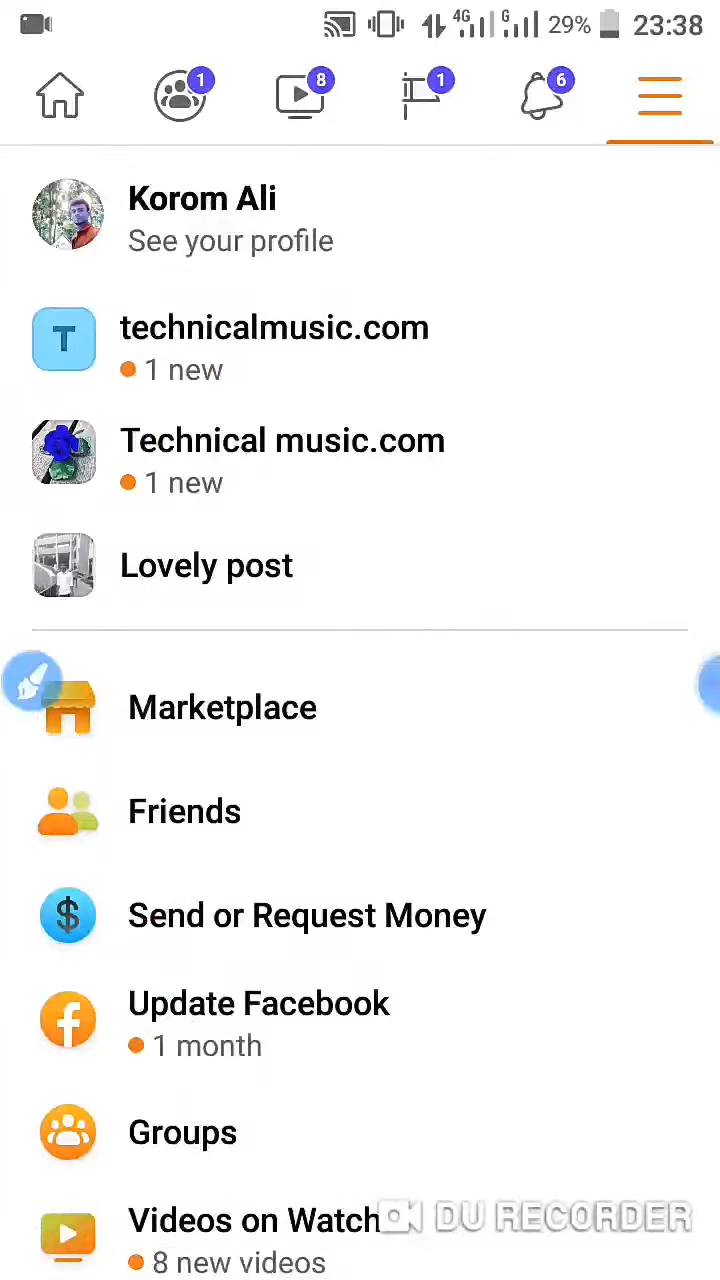 4G G 29% 23:38
1 8 1 6
Korom Ali
See your profile
T
technicalmusic.com
1 new
Technical music.com
1 new
Lovely post
Marketplace
Friends
$ Send or Request Money
Update Facebook
1 month
Groups
Videos on Watch
DU RECORDER
8 new videos